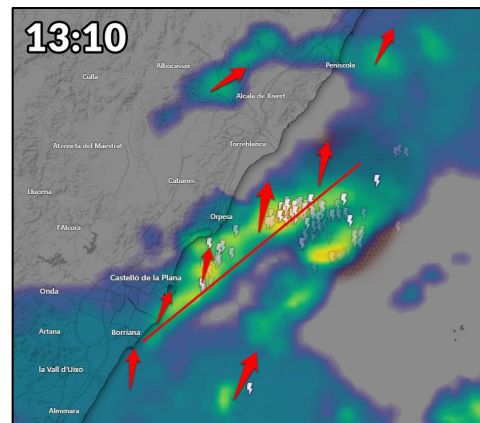 13:10
Albocàsser
Peníscola
Culla
Alcalà de Xivert
Torreblanca
Atzeneta del Maestrat
Cabanes
Llucena
Orpesa
l'Alcora
Castelló de la Plana
Onda
Artana
Borriana
la Vall d'Uixó
Almenara